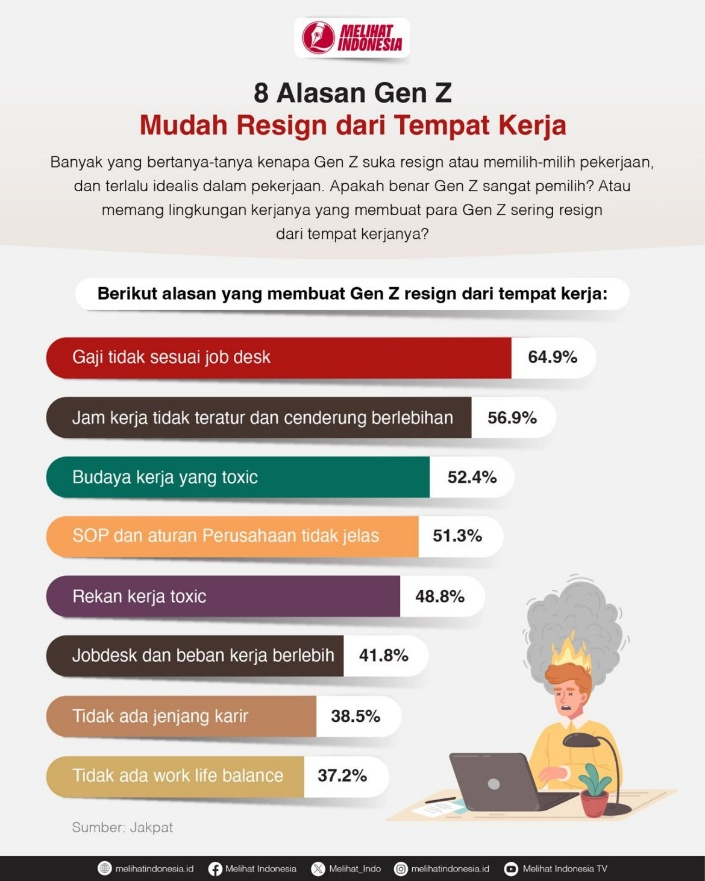 MELIHAT
INDONESIA
8 Alasan Gen Z
Mudah Resign dari Tempat Kerja
Banyak yang bertanya-tanya kenapa Gen Z suka resign atau memilih-milih pekerjaan,
dan terlalu idealis dalam pekerjaan. Apakah benar Gen Z sangat pemilih? Atau
memang lingkungan kerjanya yang membuat para Gen Z sering resign
dari tempat kerjanya?
Berikut alasan yang membuat Gen Z resign dari tempat kerja:
Gaji tidak sesuai job desk 64.9%
Jam kerja tidak teratur dan cenderung berlebihan 56.9%
Budaya kerja yang toxic 52.4%
SOP dan aturan Perusahaan tidak jelas 51.3%
Rekan kerja toxic 48.8%
Jobdesk dan beban kerja berlebih 41.8%
Tidak ada jenjang karir 38.5%
Tidak ada work life balance 37.2%
Sumber: Jakpat
melihatindonesia.id Melihat Indonesia Melihat_Indo melihatindonesia.id Melihat Indonesia TV